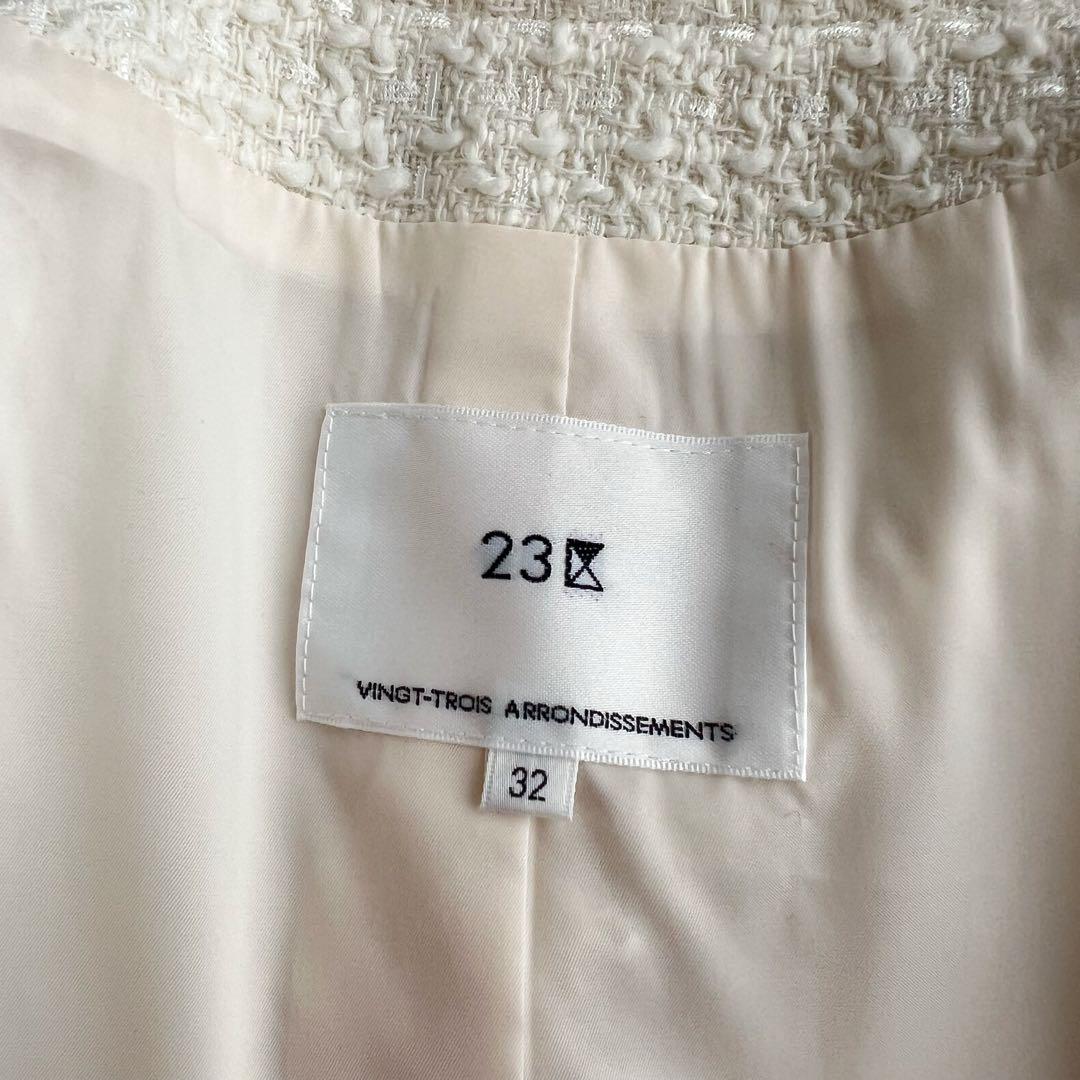 23区
VINGT-TROIS ARRONDISSEMENTS
32